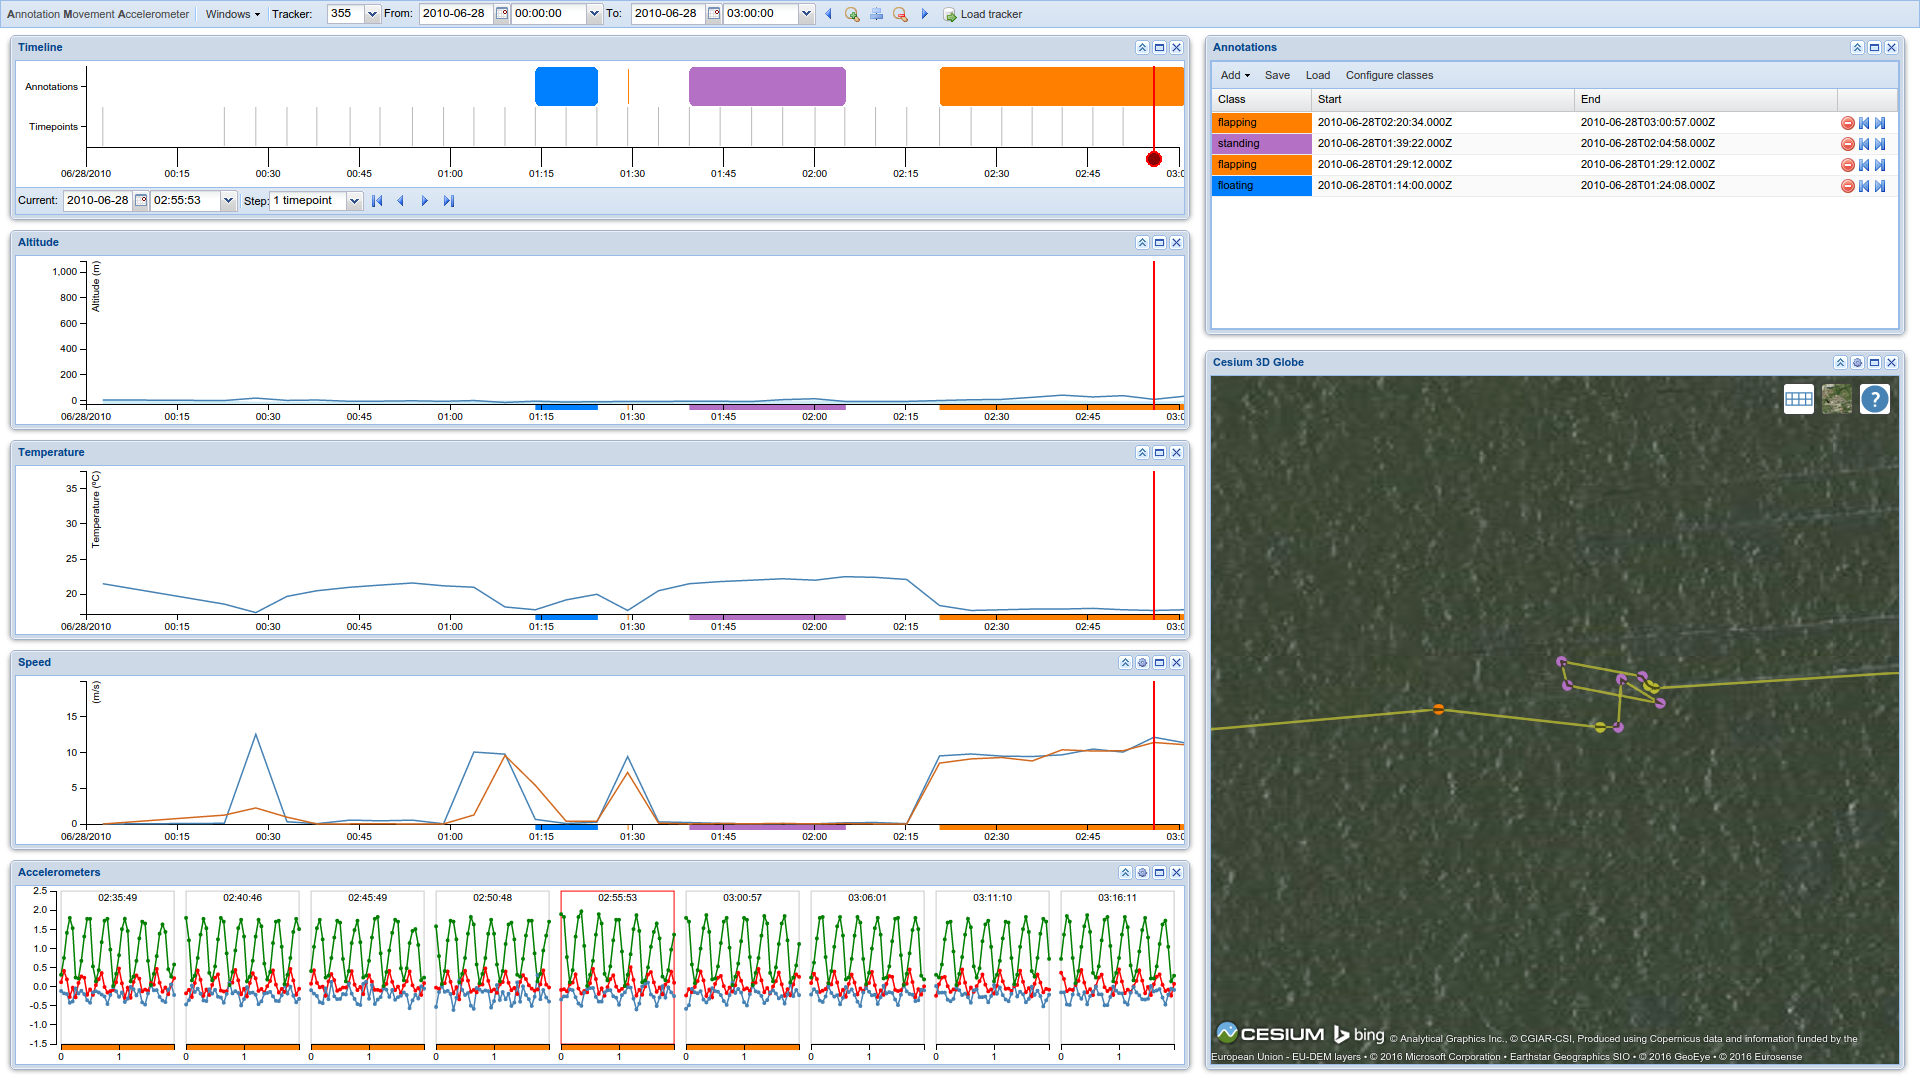 Annotation Movement Accelerometer Windows Tracker: 355 From: 2010-06-28 00:00:00 To: 2010-06-28 03:00:00 Load tracker
Timeline
Annotations
Timepoints
06/28/2010 00:15 00:30 00:45 01:00 01:15 01:30 01:45 02:00 02:15 02:30 02:45 03:0
Current: 2010-06-28 02:55:53 Step: 1 timepoint
Altitude
Altitude (m)
1,000
800
600
400
200
0
06/28/2010 00:15 00:30 00:45 01:00 01:15 01:30 01:45 02:00 02:15 02:30 02:45 03:0
Temperature
Temperature (°C)
35
30
25
20
06/28/2010 00:15 00:30 00:45 01:00 01:15 01:30 01:45 02:00 02:15 02:30 02:45 03:0
Speed
(m/s)
15
10
5
0
06/28/2010 00:15 00:30 00:45 01:00 01:15 01:30 01:45 02:00 02:15 02:30 02:45 03:0
Accelerometers
02:35:49 02:40:46 02:45:49 02:50:48 02:55:53 03:00:57 03:06:01 03:11:10 03:16:11
2.5
2.0
1.5
1.0
0.5
0.0
-0.5
-1.0
-1.5
0 1 0 1 0 1 0 1 0 1 0 1 0 1 0 1 0 1
Annotations
Add Save Load Configure classes
Class Start End
flapping 2010-06-28T02:20:34.000Z 2010-06-28T03:00:57.000Z
standing 2010-06-28T01:39:22.000Z 2010-06-28T02:04:58.000Z
flapping 2010-06-28T01:29:12.000Z 2010-06-28T01:29:12.000Z
floating 2010-06-28T01:14:00.000Z 2010-06-28T01:24:08.000Z
Cesium 3D Globe
?
CESIUM bing © Analytical Graphics Inc., © CGIAR-CSI, Produced using Copernicus data and information funded by the
European Union - EU-DEM layers • © 2016 Microsoft Corporation • Earthstar Geographics SIO • © 2016 GeoEye • © 2016 Eurosense